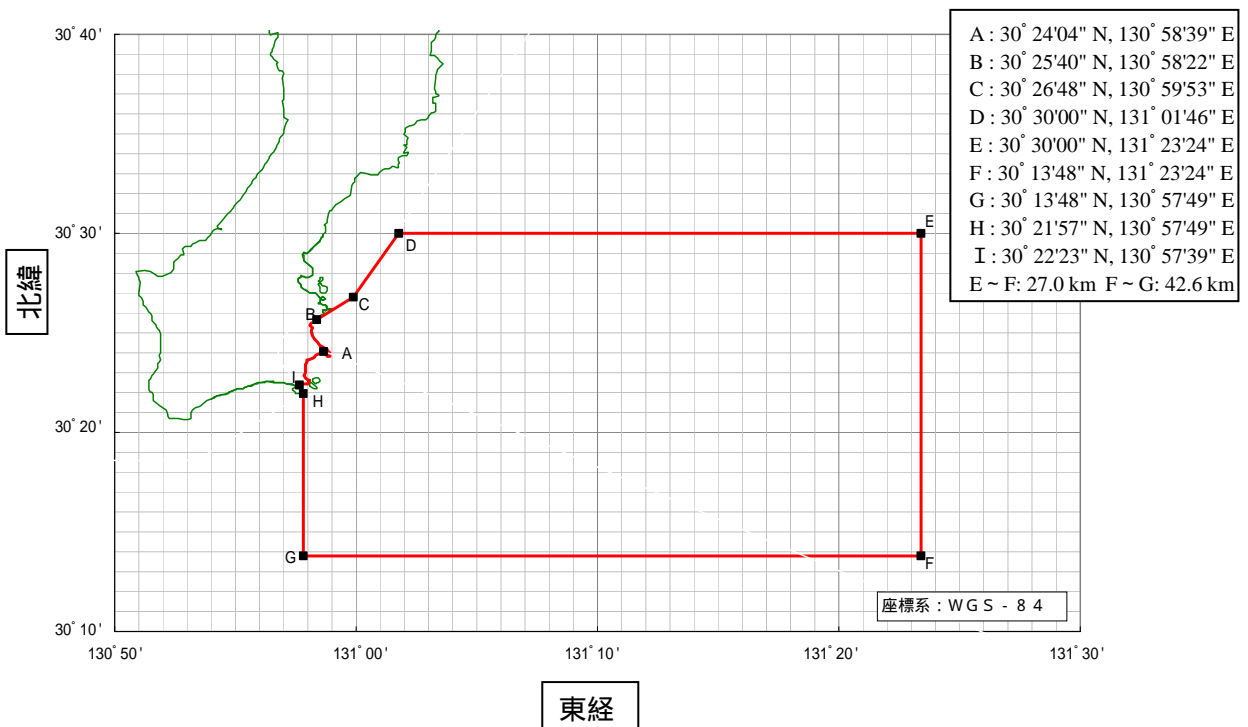 30° 40'
30° 30'
30° 20'
30° 10'
北緯
130° 50'
131° 00'
131° 10'
131° 20'
131° 30'
東経
A
B
C
D
E
F
G
H
I
座標系：WGS-84
A : 30° 24'04" N, 130° 58'39" E
B : 30° 25'40" N, 130° 58'22" E
C : 30° 26'48" N, 130° 59'53" E
D : 30° 30'00" N, 131° 01'46" E
E : 30° 30'00" N, 131° 23'24" E
F : 30° 13'48" N, 131° 23'24" E
G : 30° 13'48" N, 130° 57'49" E
H : 30° 21'57" N, 130° 57'49" E
I : 30° 22'23" N, 130° 57'39" E
E ~ F: 27.0 km F ~ G: 42.6 km